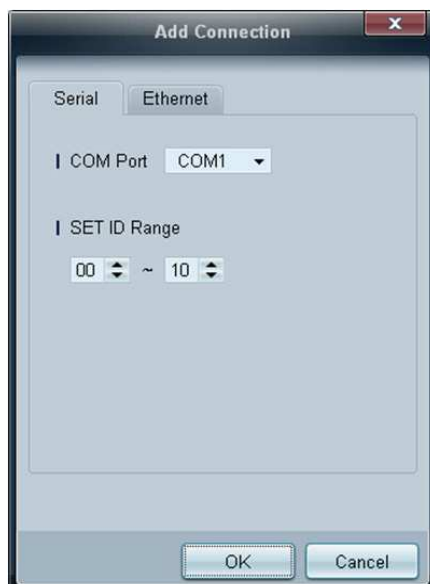 Add Connection
x
Serial Ethernet
COM Port COM1
SET ID Range
00 ~ 10
OK Cancel